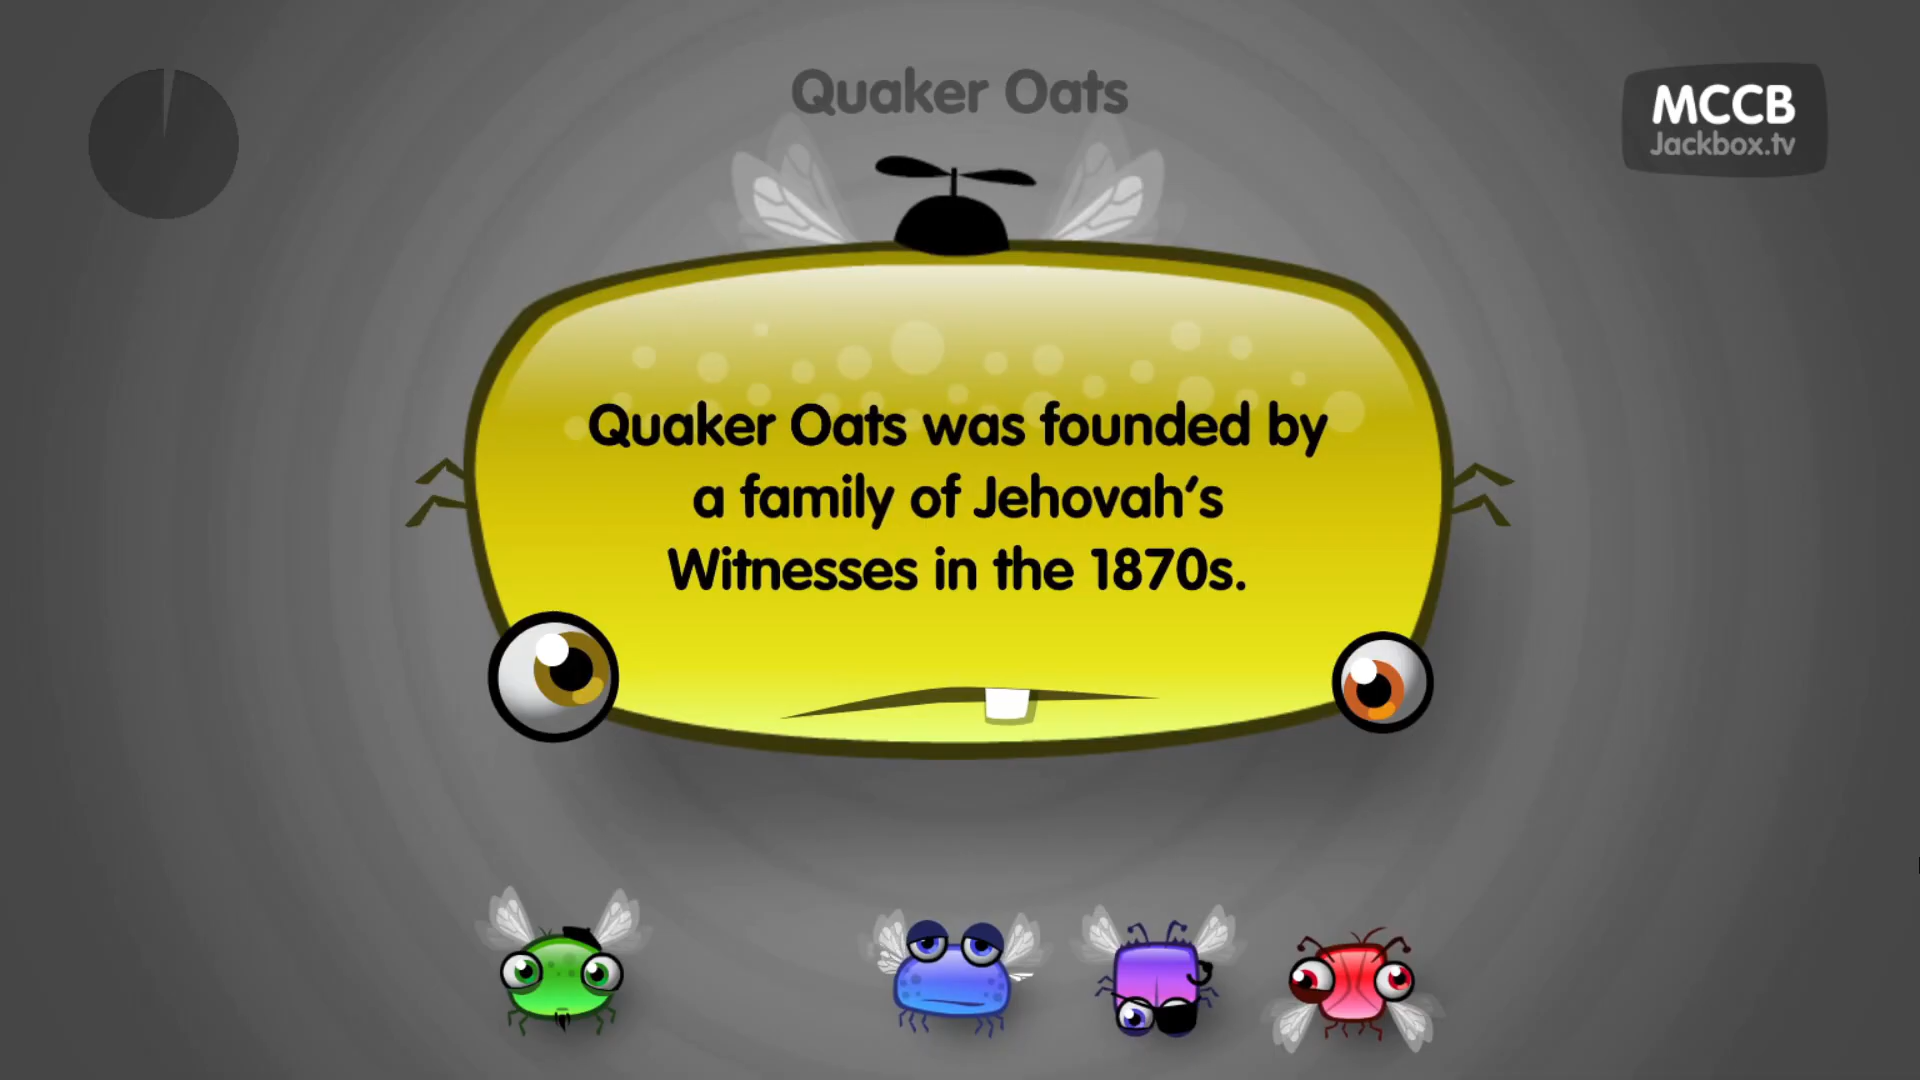 Quaker Oats
MCCB
Jackbox.tv
Quaker Oats was founded by
a family of Jehovah's
Witnesses in the 1870s.